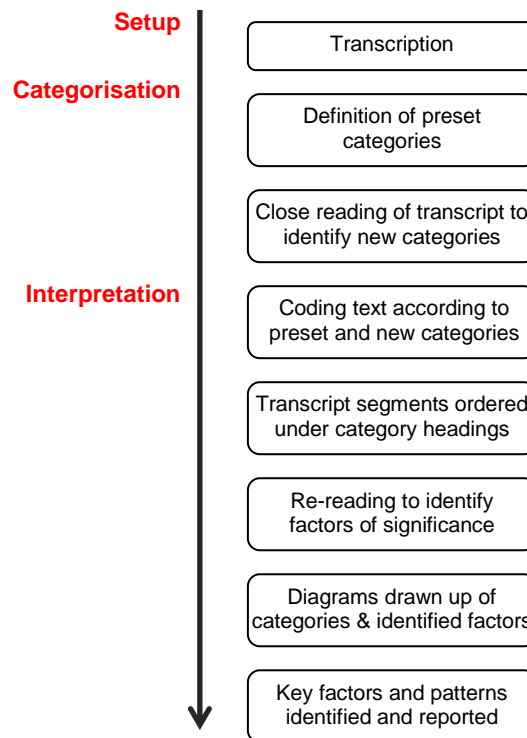 Setup
Transcription
Categorisation
Definition of preset
categories
Close reading of transcript to
identify new categories
Interpretation
Coding text according to
preset and new categories
Transcript segments ordered
under category headings
Re-reading to identify
factors of significance
Diagrams drawn up of
categories & identified factors
Key factors and patterns
identified and reported